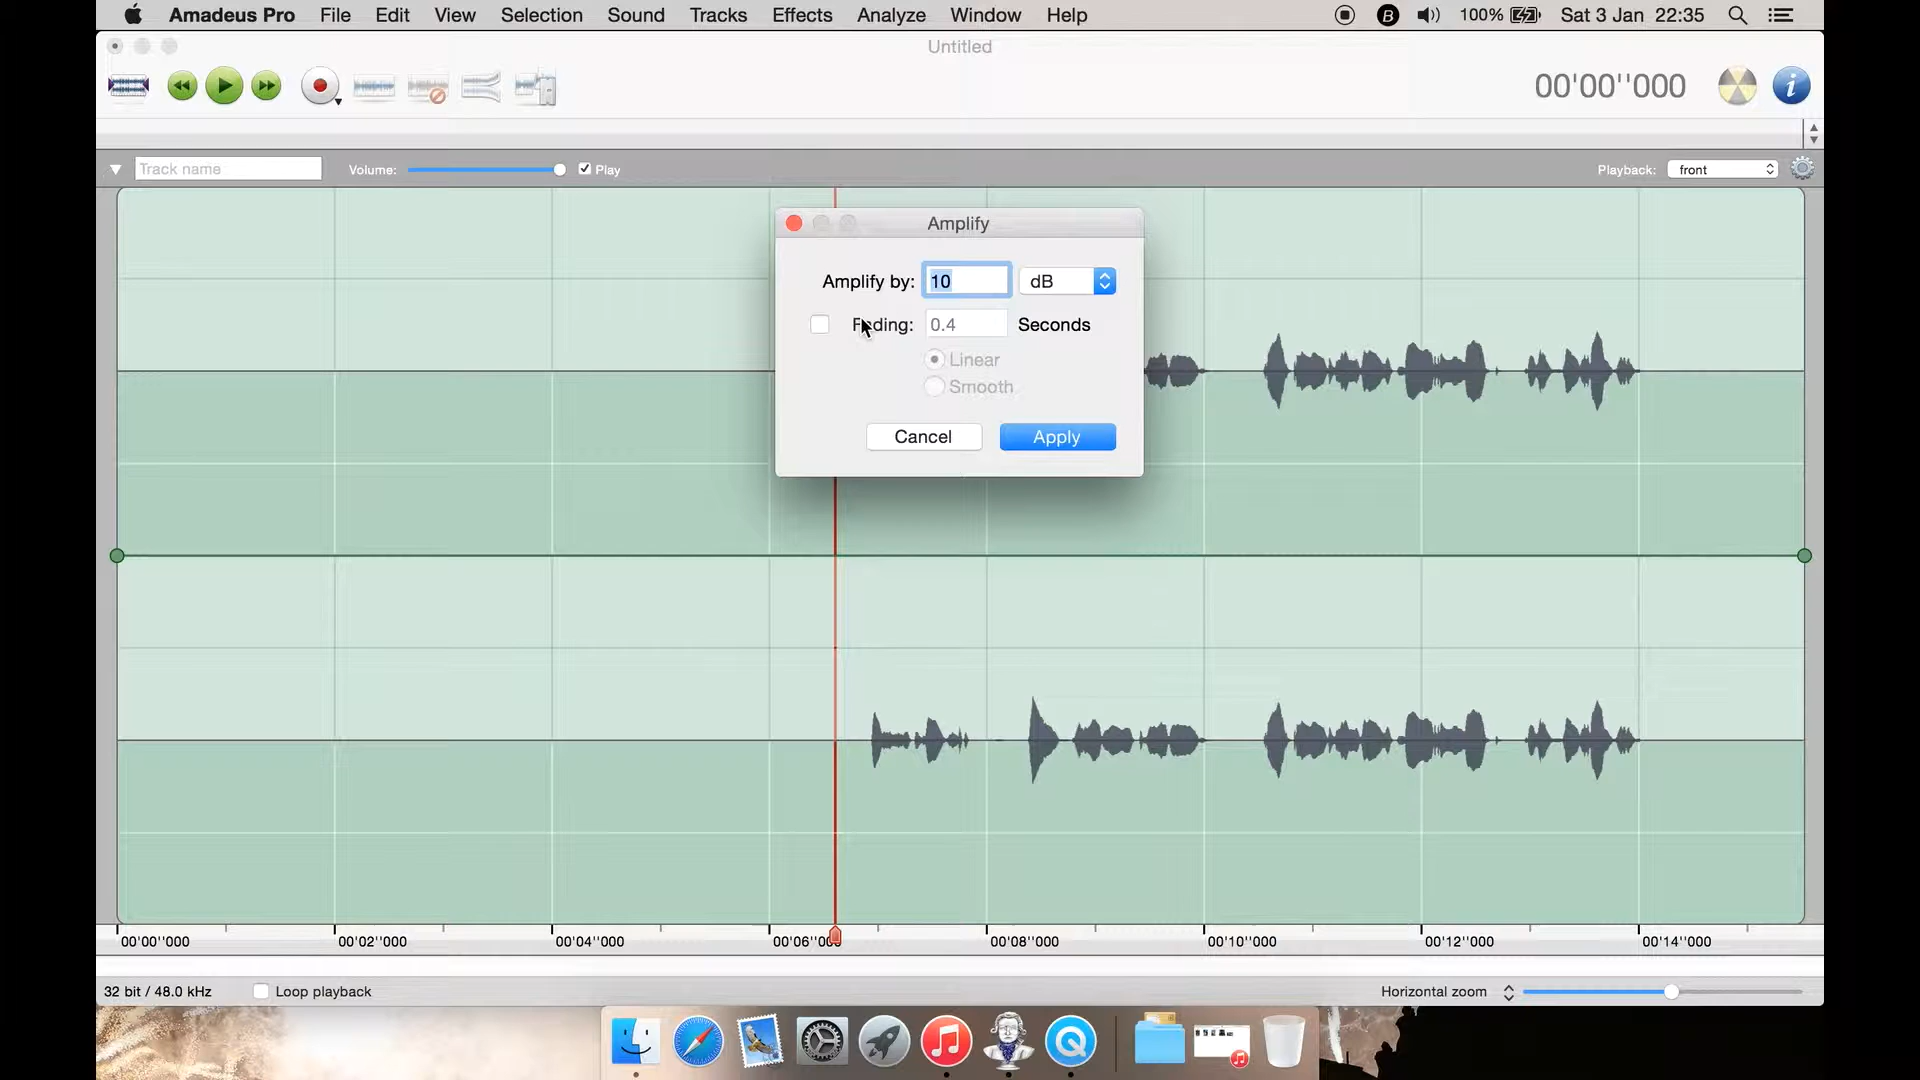 Amadeus Pro File Edit View Selection Sound Tracks Effects Analyze Window Help 100% Sat 3 Jan 22:35
Untitled
00'00''000
Track name Volume: Play Playback: front
Amplify
Amplify by: 10 dB
Fading: 0.4 Seconds
Linear
Smooth
Cancel Apply
00'00''000 00'02''000 00'04''000 00'06''000 00'08''000 00'10''000 00'12''000 00'14''000
32 bit / 48.0 kHz Loop playback Horizontal zoom